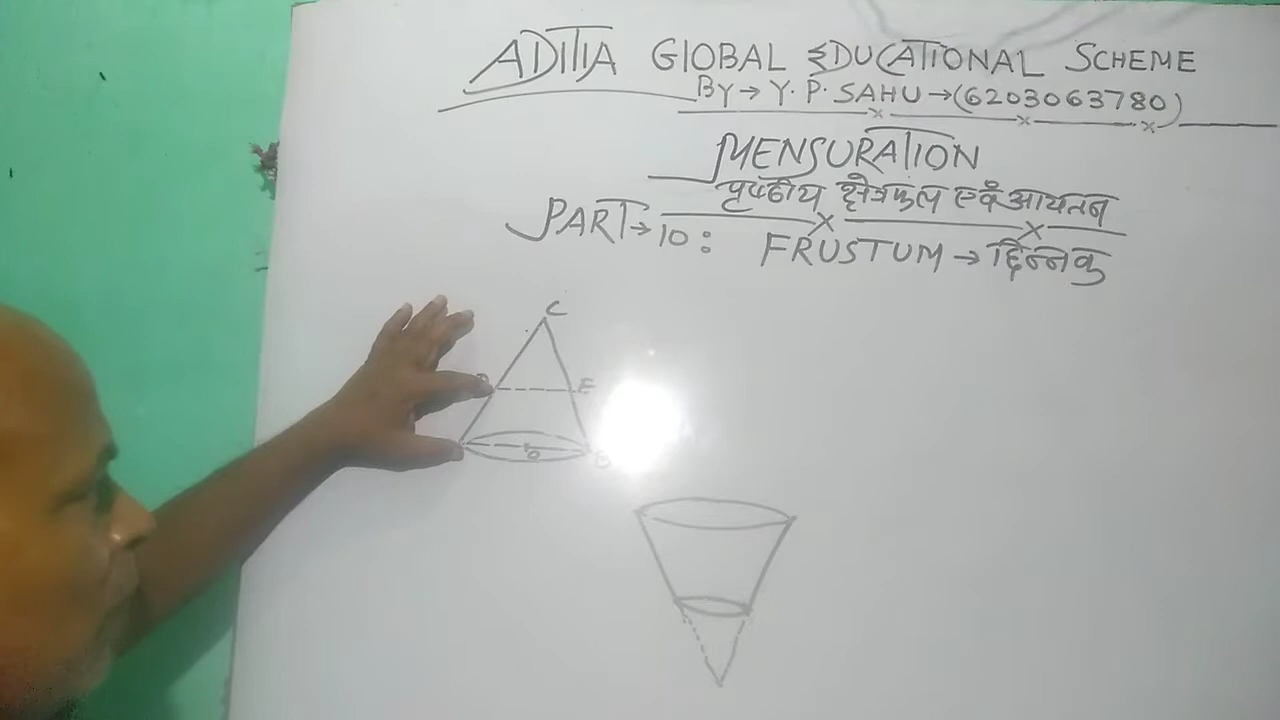 ADITIA GLOBAL EDUCATIONAL SCHEME
By → Y. P. SAHU → (6203063780)
MENSURATION
पृष्ठीय क्षेत्रफल एवं आयतन
PART → 10 : FRUSTUM → छिन्नक
C
D E
O B